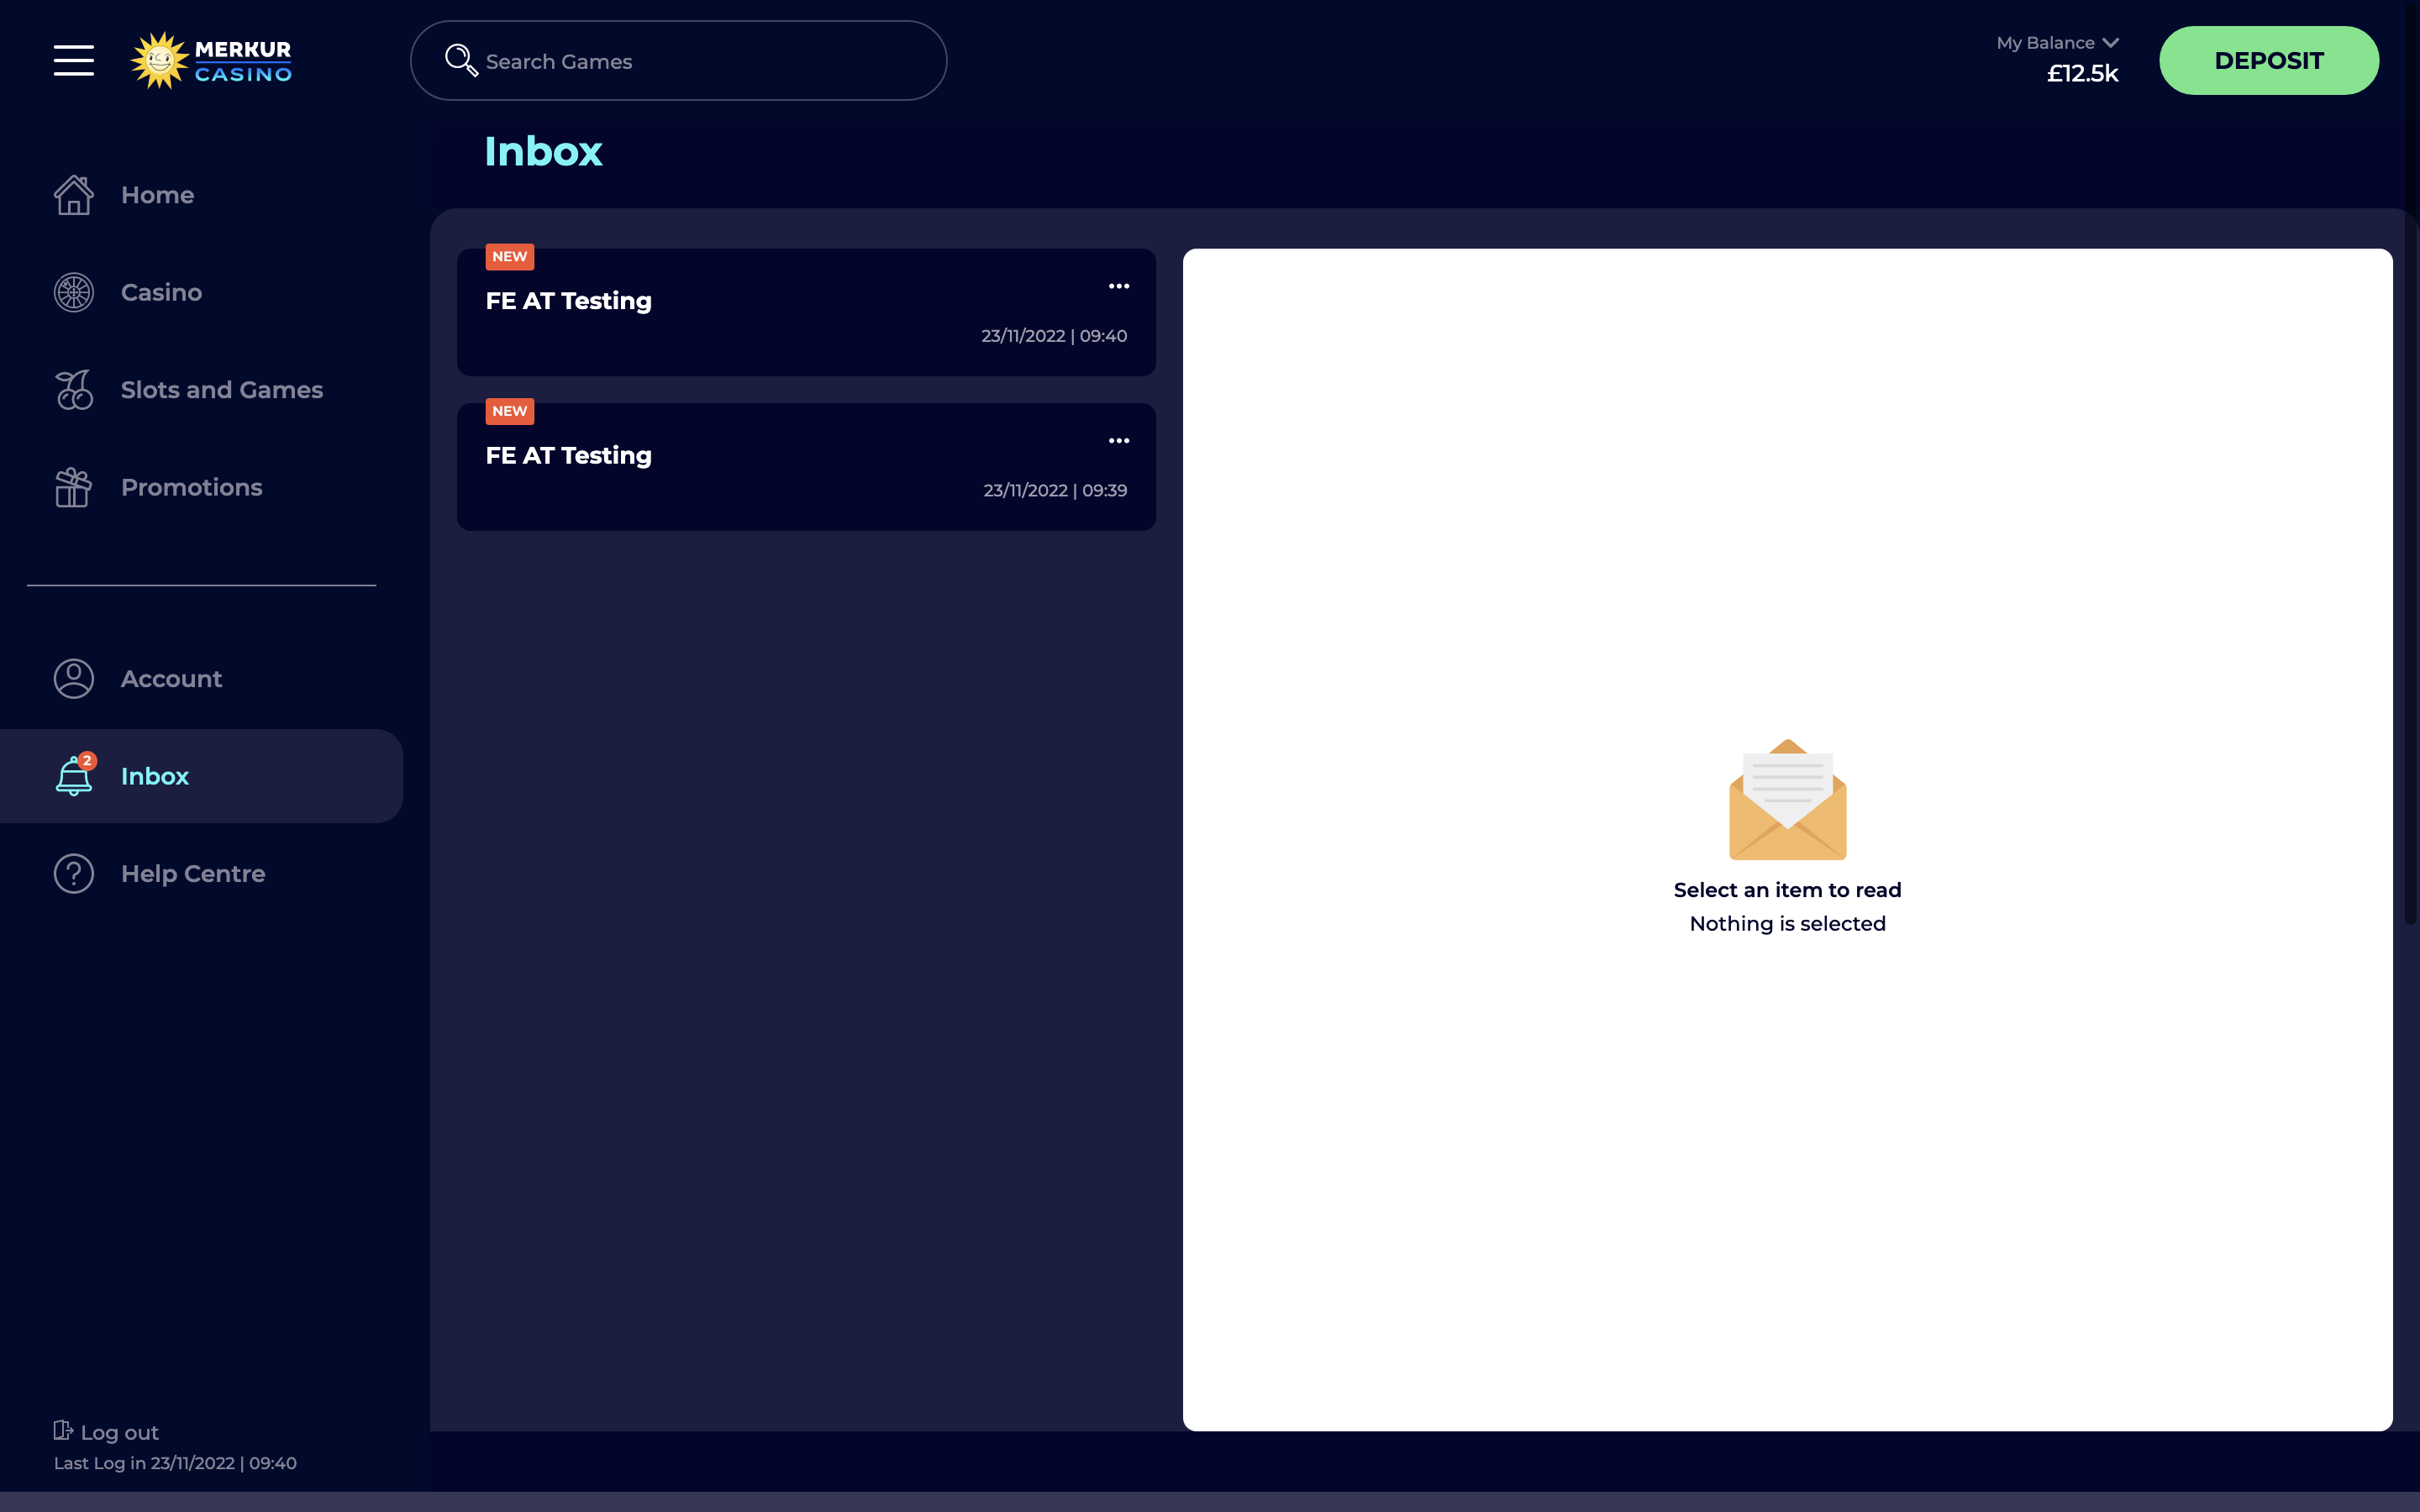 MERKUR
CASINO
Search Games
My Balance
£12.5k
DEPOSIT
Home
Casino
Slots and Games
Promotions
Account
2
Inbox
Help Centre
Log out
Last Log in 23/11/2022 | 09:40
Inbox
NEW
FE AT Testing
23/11/2022 | 09:40
NEW
FE AT Testing
23/11/2022 | 09:39
Select an item to read
Nothing is selected